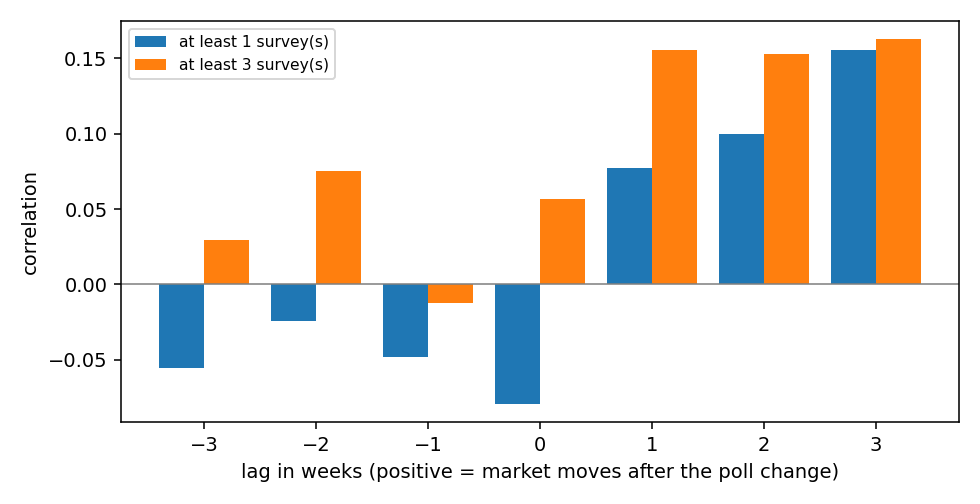 at least 1 survey(s)
at least 3 survey(s)
0.15
0.10
0.05
0.00
−0.05
correlation
−3 −2 −1 0 1 2 3
lag in weeks (positive = market moves after the poll change)